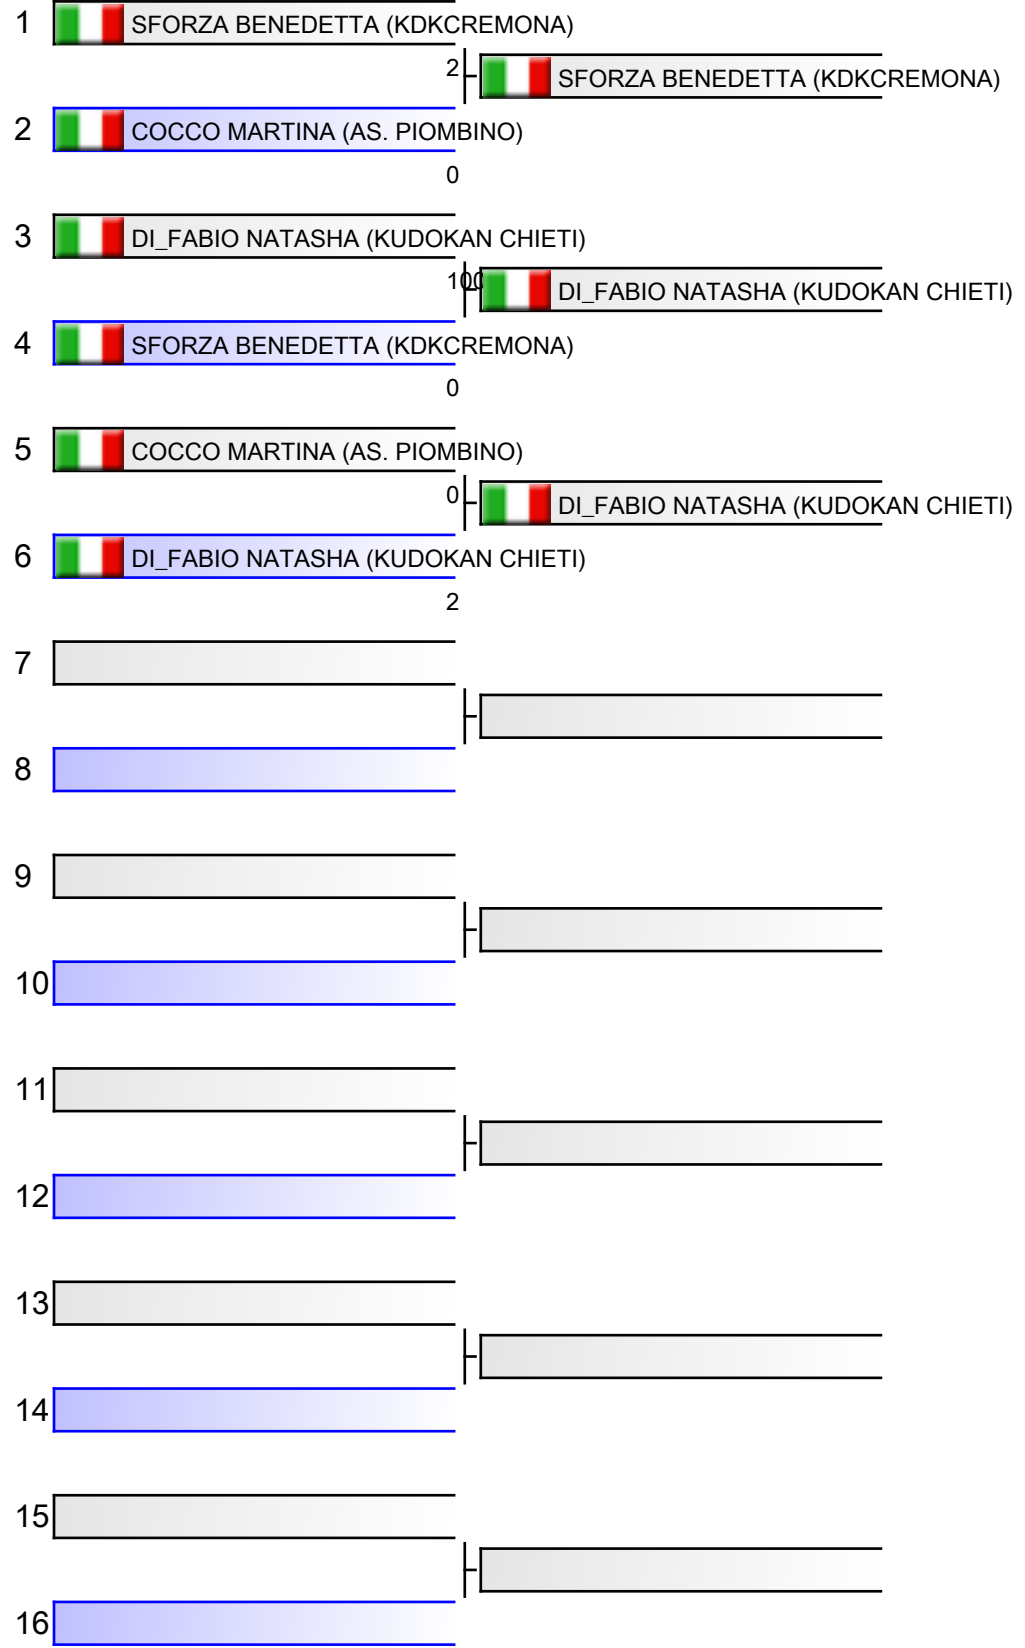 1 SFORZA BENEDETTA (KDKCREMONA)
2 SFORZA BENEDETTA (KDKCREMONA)
2 COCCO MARTINA (AS. PIOMBINO)
0
3 DI_FABIO NATASHA (KUDOKAN CHIETI)
100 DI_FABIO NATASHA (KUDOKAN CHIETI)
4 SFORZA BENEDETTA (KDKCREMONA)
0
5 COCCO MARTINA (AS. PIOMBINO)
0 DI_FABIO NATASHA (KUDOKAN CHIETI)
6 DI_FABIO NATASHA (KUDOKAN CHIETI)
2
7
8
9
10
11
12
13
14
15
16